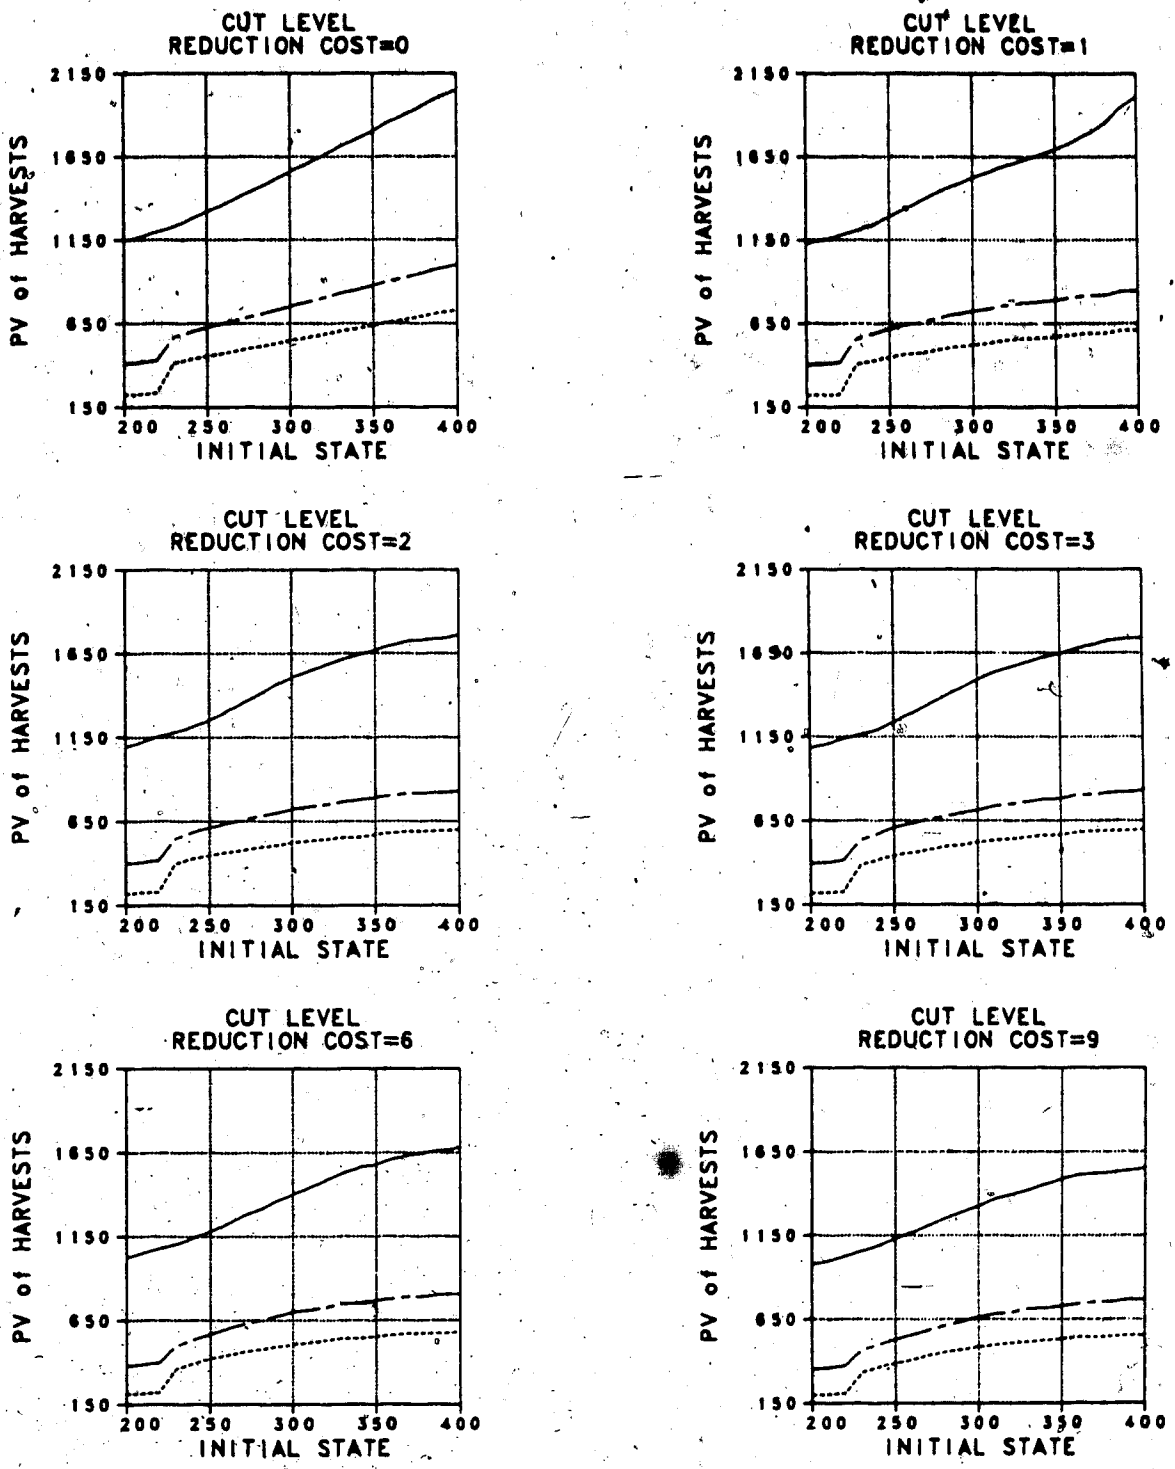 CUT LEVEL
REDUCTION COST=0
PV of HARVESTS
2150
1650
1150
650
150
200 250 300 350 400
INITIAL STATE
CUT LEVEL
REDUCTION COST=1
PV of HARVESTS
2150
1650
1150
650
150
200 250 300 350 400
INITIAL STATE
CUT LEVEL
REDUCTION COST=2
PV of HARVESTS
2150
1650
1150
650
150
200 250 300 350 400
INITIAL STATE
CUT LEVEL
REDUCTION COST=3
PV of HARVESTS
2150
1650
1150
650
150
200 250 300 350 400
INITIAL STATE
CUT LEVEL
REDUCTION COST=6
PV of HARVESTS
2150
1650
1150
650
150
200 250 300 350 400
INITIAL STATE
CUT LEVEL
REDUCTION COST=9
PV of HARVESTS
2150
1650
1150
650
150
200 250 300 350 400
INITIAL STATE